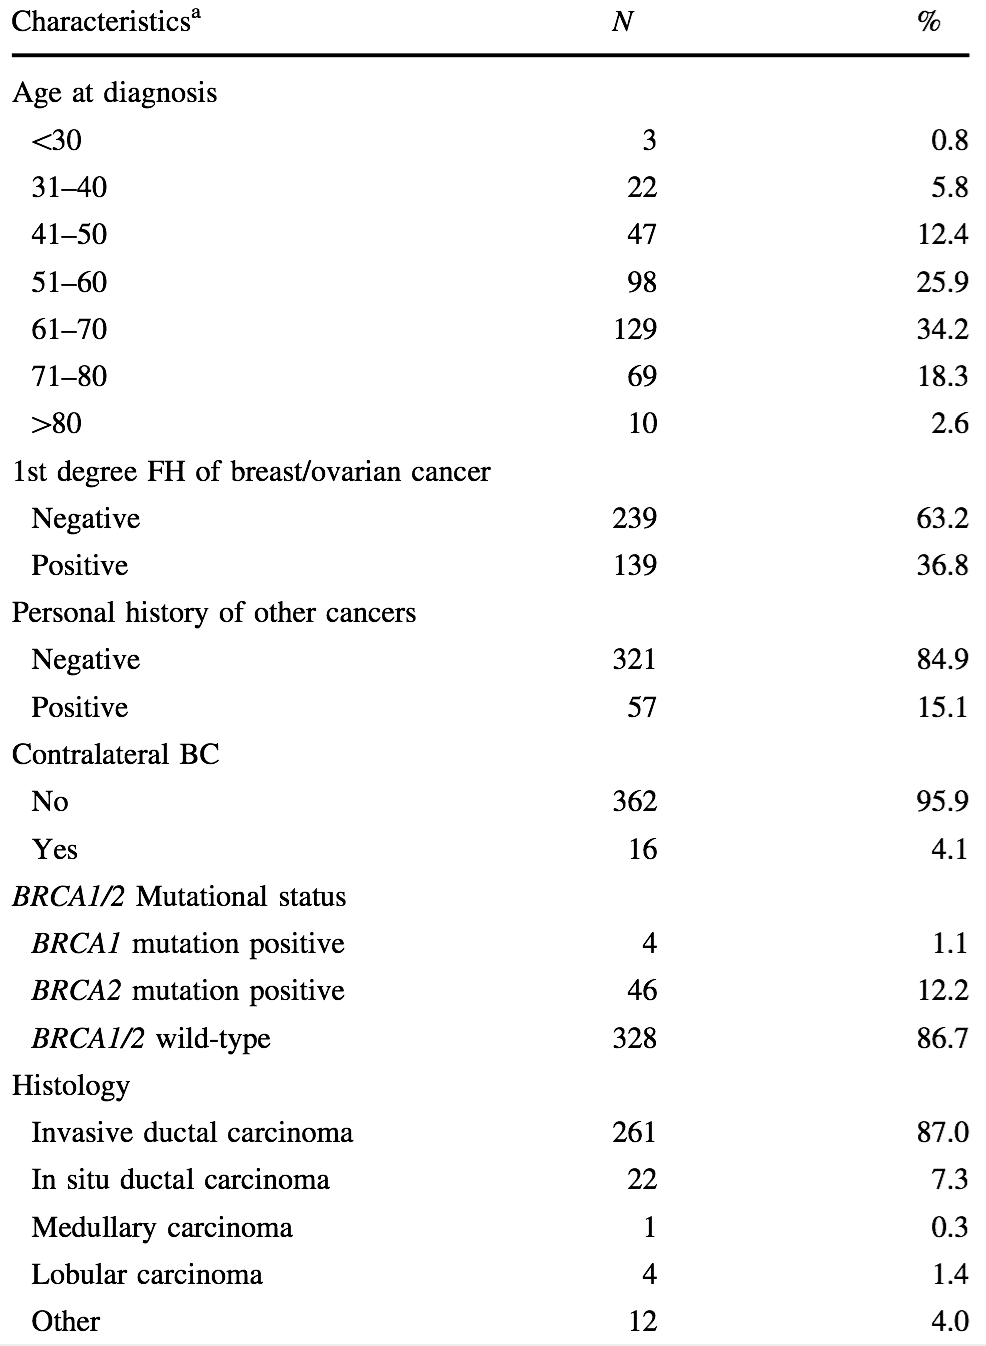 Characteristicsᵃ N %
Age at diagnosis
<30 3 0.8
31–40 22 5.8
41–50 47 12.4
51–60 98 25.9
61–70 129 34.2
71–80 69 18.3
>80 10 2.6
1st degree FH of breast/ovarian cancer
Negative 239 63.2
Positive 139 36.8
Personal history of other cancers
Negative 321 84.9
Positive 57 15.1
Contralateral BC
No 362 95.9
Yes 16 4.1
BRCA1/2 Mutational status
BRCA1 mutation positive 4 1.1
BRCA2 mutation positive 46 12.2
BRCA1/2 wild-type 328 86.7
Histology
Invasive ductal carcinoma 261 87.0
In situ ductal carcinoma 22 7.3
Medullary carcinoma 1 0.3
Lobular carcinoma 4 1.4
Other 12 4.0